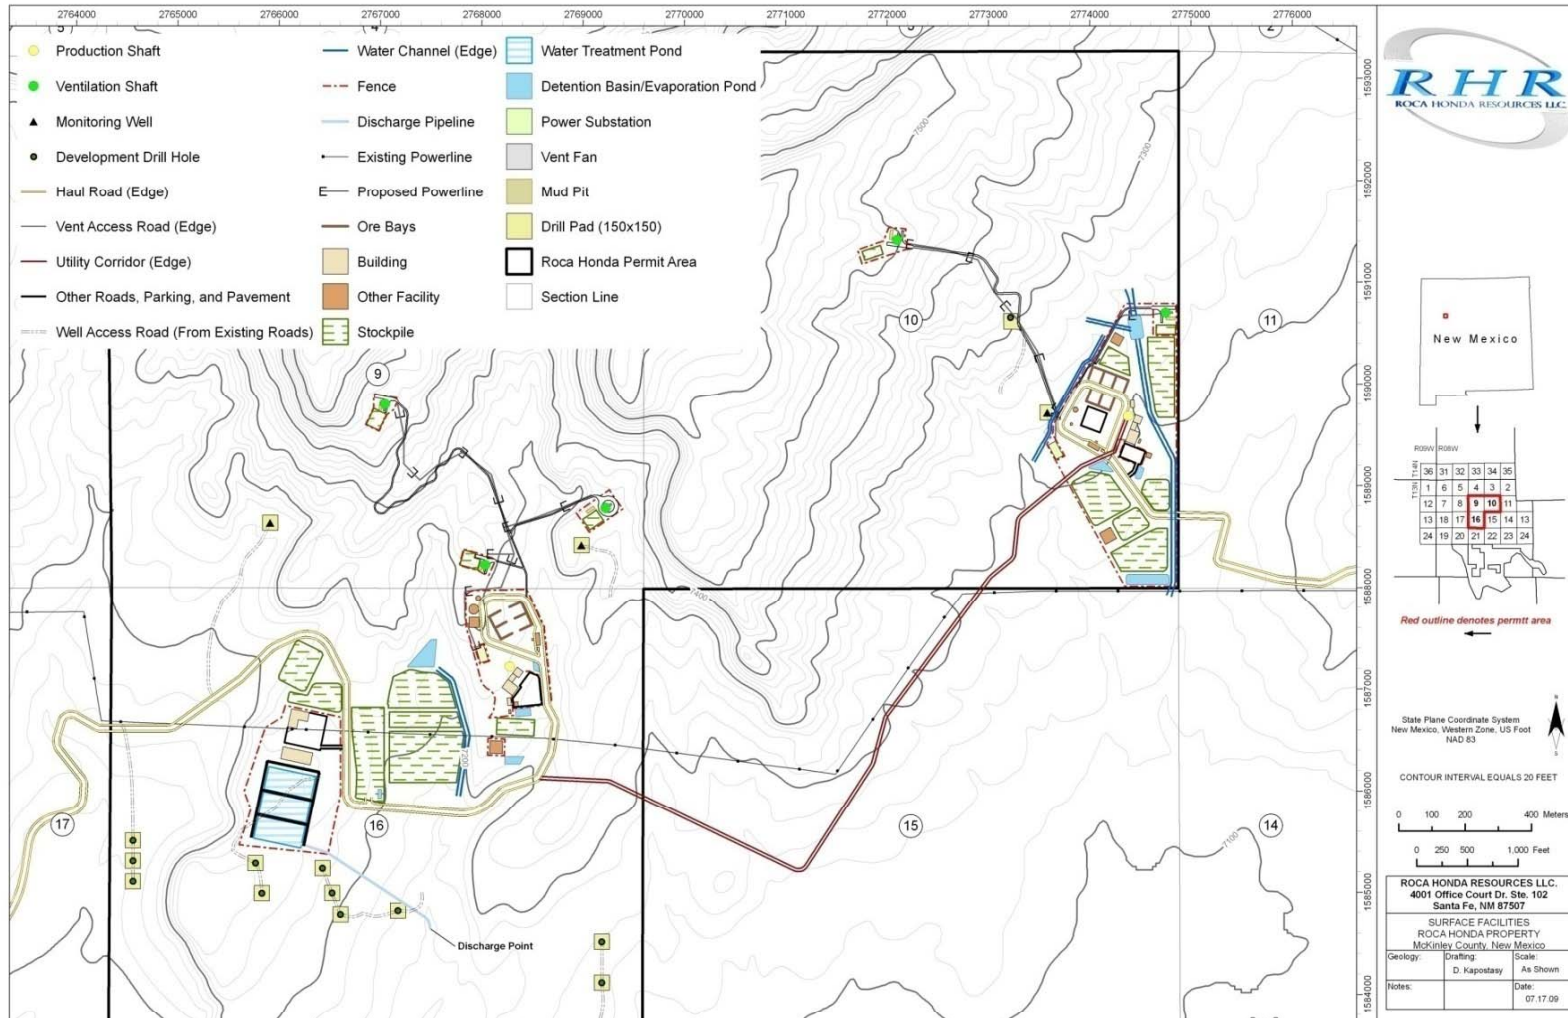 2764000 2765000 2766000 2767000 2768000 2769000 2770000 2771000 2772000 2773000 2774000 2775000 2776000
4
2
Production Shaft
Ventilation Shaft
Monitoring Well
Development Drill Hole
Haul Road (Edge)
Vent Access Road (Edge)
Utility Corridor (Edge)
Other Roads, Parking, and Pavement
Well Access Road (From Existing Roads)
Water Channel (Edge)
Fence
Discharge Pipeline
Existing Powerline
Proposed Powerline
Ore Bays
Building
Other Facility
Stockpile
Water Treatment Pond
Detention Basin/Evaporation Pond
Power Substation
Vent Fan
Mud Pit
Drill Pad (150x150)
Roca Honda Permit Area
Section Line
7500
7300
9
10
11
7400
7200
17
16
15
14
7100
Discharge Point
1593000
1592000
1591000
1590000
1589000
1588000
1587000
1586000
1585000
1584000
RHR
ROCA HONDA RESOURCES LLC
New Mexico
R09W R08W
T14N
T13N
36 31 32 33 34 35
1 6 5 4 3 2
12 7 8 9 10 11
13 18 17 16 15 14 13
24 19 20 21 22 23 24
Red outline denotes permtt area
N
S
State Plane Coordinate System
New Mexico, Western Zone, US Foot
NAD 83
CONTOUR INTERVAL EQUALS 20 FEET
0 100 200 400 Meters
0 250 500 1,000 Feet
ROCA HONDA RESOURCES LLC.
4001 Office Court Dr. Ste. 102
Santa Fe, NM 87507
SURFACE FACILITIES
ROCA HONDA PROPERTY
McKinley County, New Mexico
Geology: Drafting: Scale:
D. Kapostasy As Shown
Notes: Date:
07.17.09